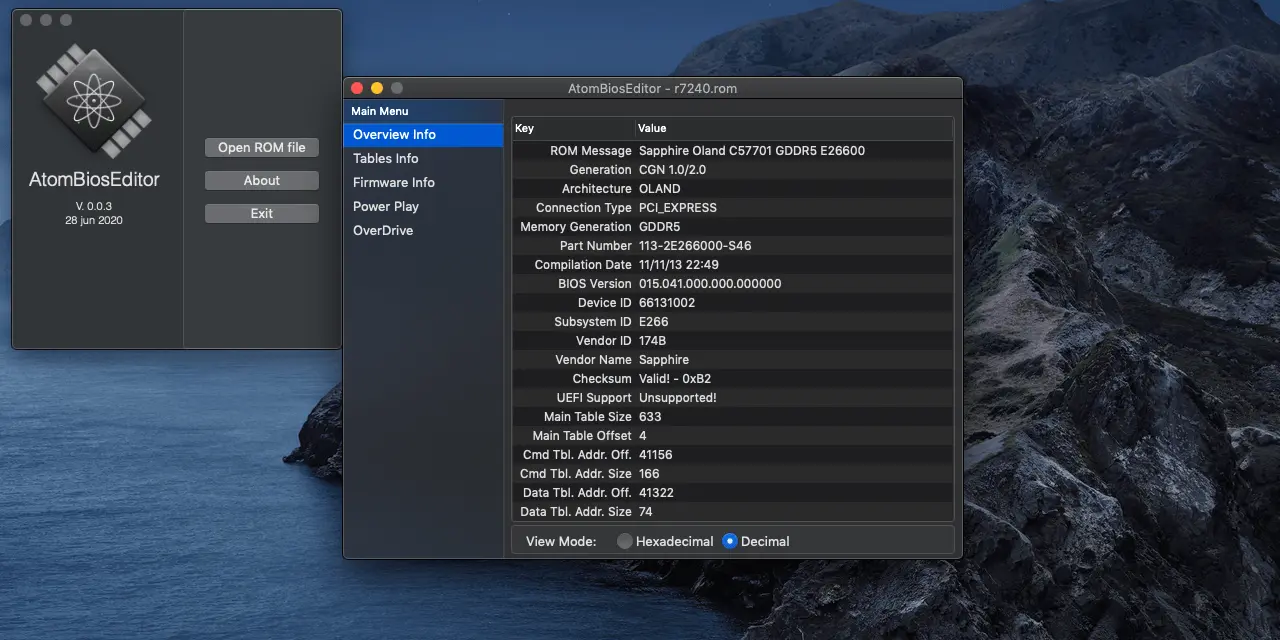 AtomBiosEditor
V. 0.0.3
28 jun 2020
Open ROM file
About
Exit
AtomBiosEditor - r7240.rom
Main Menu
Overview Info
Tables Info
Firmware Info
Power Play
OverDrive
Key Value
ROM Message Sapphire Oland C57701 GDDR5 E26600
Generation CGN 1.0/2.0
Architecture OLAND
Connection Type PCI_EXPRESS
Memory Generation GDDR5
Part Number 113-2E266000-S46
Compilation Date 11/11/13 22:49
BIOS Version 015.041.000.000.000000
Device ID 66131002
Subsystem ID E266
Vendor ID 174B
Vendor Name Sapphire
Checksum Valid! - 0xB2
UEFI Support Unsupported!
Main Table Size 633
Main Table Offset 4
Cmd Tbl. Addr. Off. 41156
Cmd Tbl. Addr. Size 166
Data Tbl. Addr. Off. 41322
Data Tbl. Addr. Size 74
View Mode: Hexadecimal Decimal